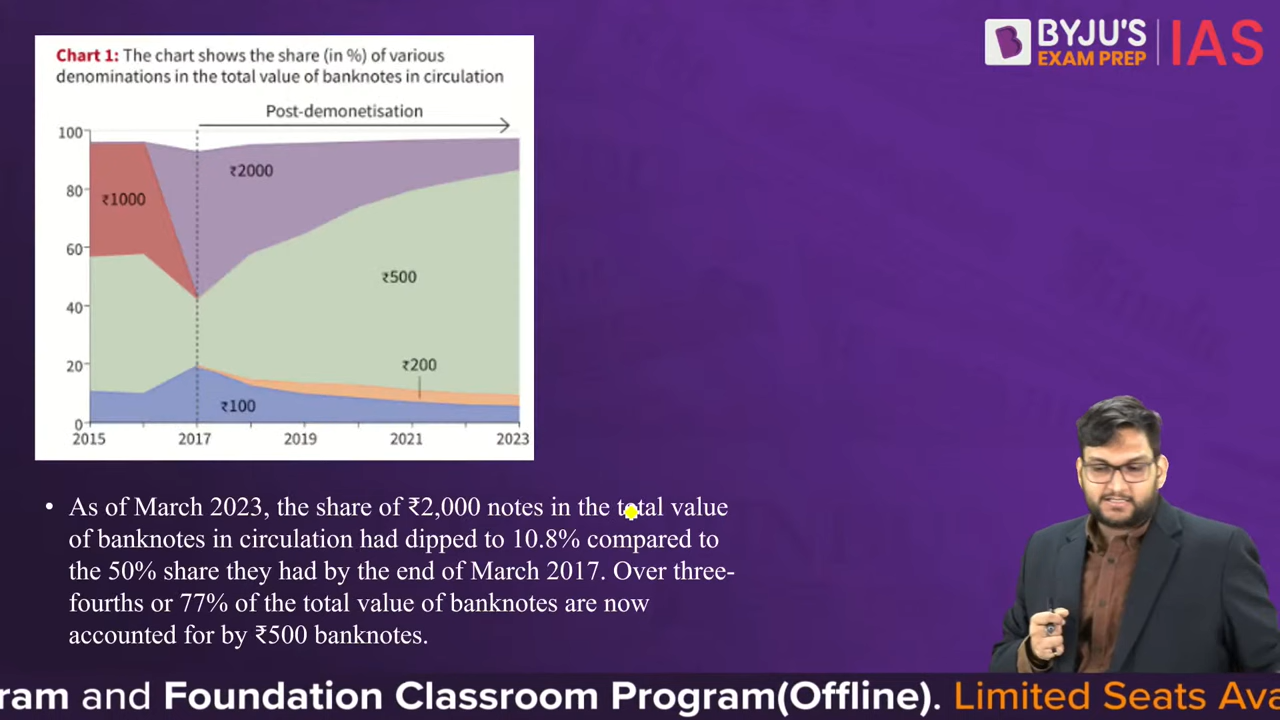 Chart 1: The chart shows the share (in %) of various
denominations in the total value of banknotes in circulation
Post-demonetisation
100
80
60
40
20
0
₹1000
₹2000
₹500
₹200
₹100
2015
2017
2019
2021
2023
BYJU'S
EXAM PREP
IAS
• As of March 2023, the share of ₹2,000 notes in the total value
of banknotes in circulation had dipped to 10.8% compared to
the 50% share they had by the end of March 2017. Over three-
fourths or 77% of the total value of banknotes are now
accounted for by ₹500 banknotes.
ram and Foundation Classroom Program(Offline). Limited Seats Ava